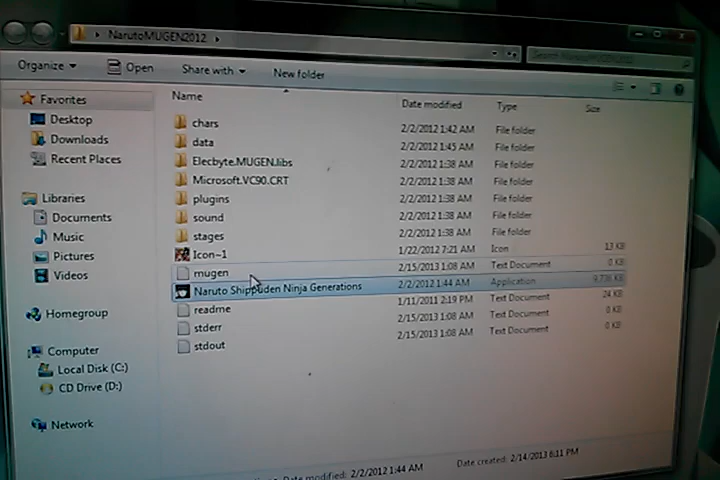 NarutoMUGEN2012
Search NarutoMUGEN2012
Organize
Open
Share with
New folder
Favorites
Desktop
Downloads
Recent Places
Libraries
Documents
Music
Pictures
Videos
Homegroup
Computer
Local Disk (C:)
CD Drive (D:)
Network
Name Date modified Type Size
chars 2/2/2012 1:42 AM File folder
data 2/2/2012 1:45 AM File folder
Elecbyte.MUGEN.libs 2/2/2012 1:38 AM File folder
Microsoft.VC90.CRT 2/2/2012 1:38 AM File folder
plugins 2/2/2012 1:38 AM File folder
sound 2/2/2012 1:38 AM File folder
stages 2/2/2012 1:38 AM File folder
Icon~1 1/22/2012 7:21 AM Icon 13 KB
mugen 2/15/2013 1:08 AM Text Document 0 KB
Naruto Shippuden Ninja Generations 2/2/2012 1:44 AM Application KB
readme 1/11/2011 2:19 PM Text Document 24 KB
stderr 2/15/2013 1:08 AM Text Document 0 KB
stdout 2/15/2013 1:08 AM Text Document 0 KB
Date modified: 2/2/2012 1:44 AM Date created: 2/14/2013 6:11 PM